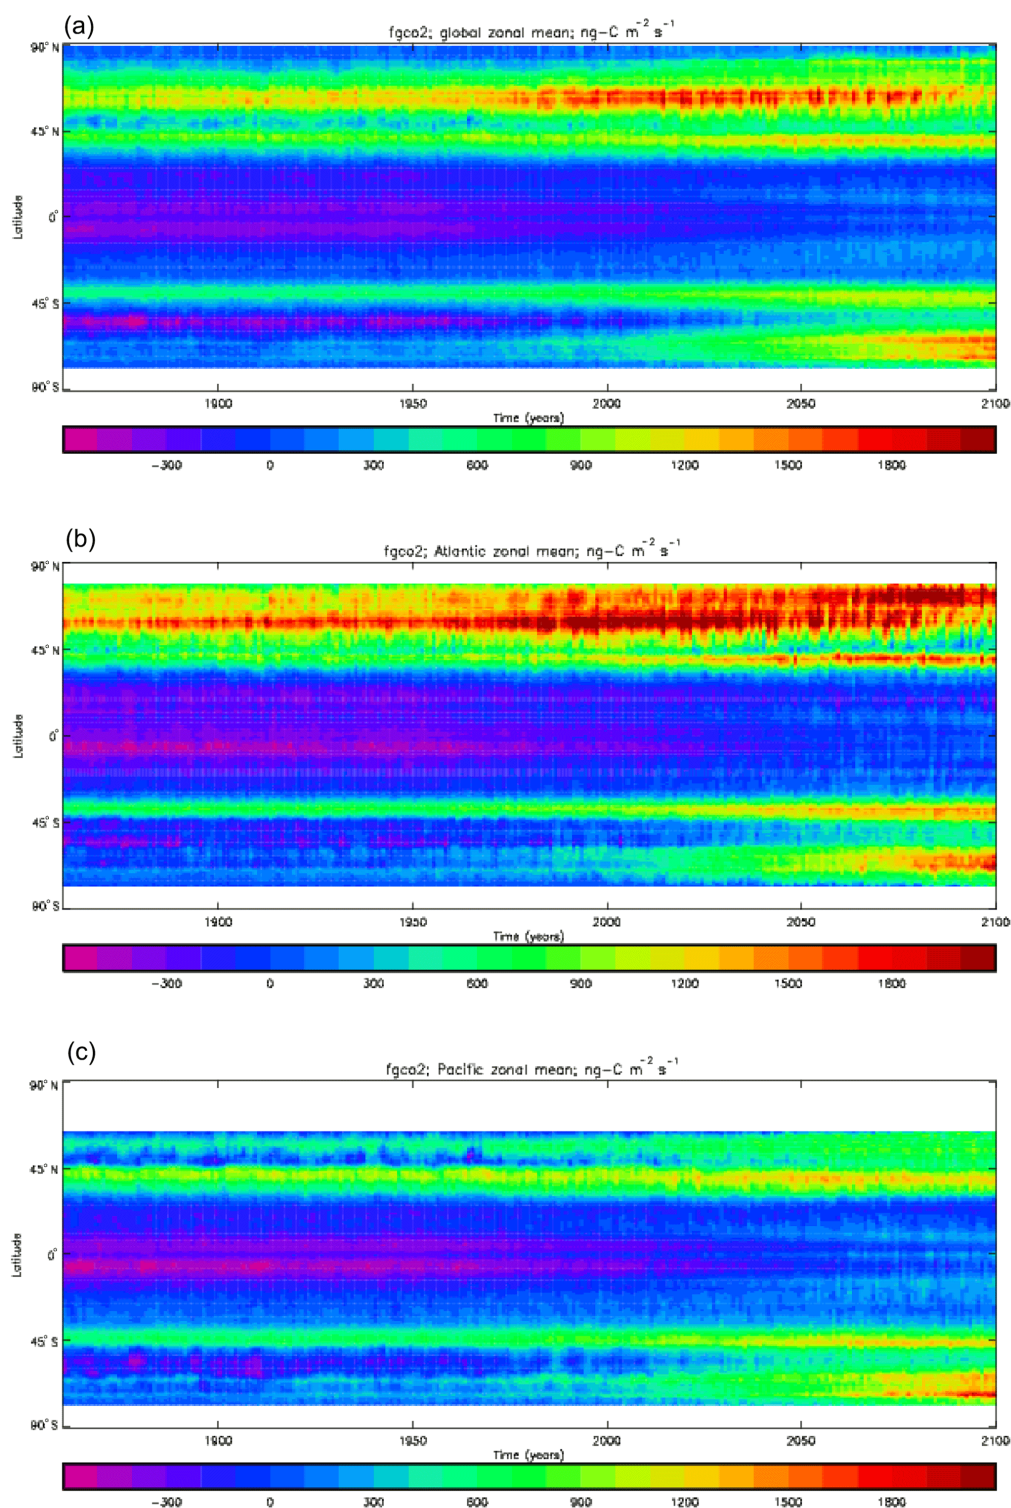 (a)
fgco2; global zonal mean; ng-C m⁻² s⁻¹
90° N
45° N
0°
45° S
90° S
Latitude
1900 1950 2000 2050 2100
Time (years)
-300 0 300 600 900 1200 1500 1800
(b)
fgco2; Atlantic zonal mean; ng-C m⁻² s⁻¹
90° N
45° N
0°
45° S
90° S
Latitude
1900 1950 2000 2050 2100
Time (years)
-300 0 300 600 900 1200 1500 1800
(c)
fgco2; Pacific zonal mean; ng-C m⁻² s⁻¹
90° N
45° N
0°
45° S
90° S
Latitude
1900 1950 2000 2050 2100
Time (years)
-300 0 300 600 900 1200 1500 1800